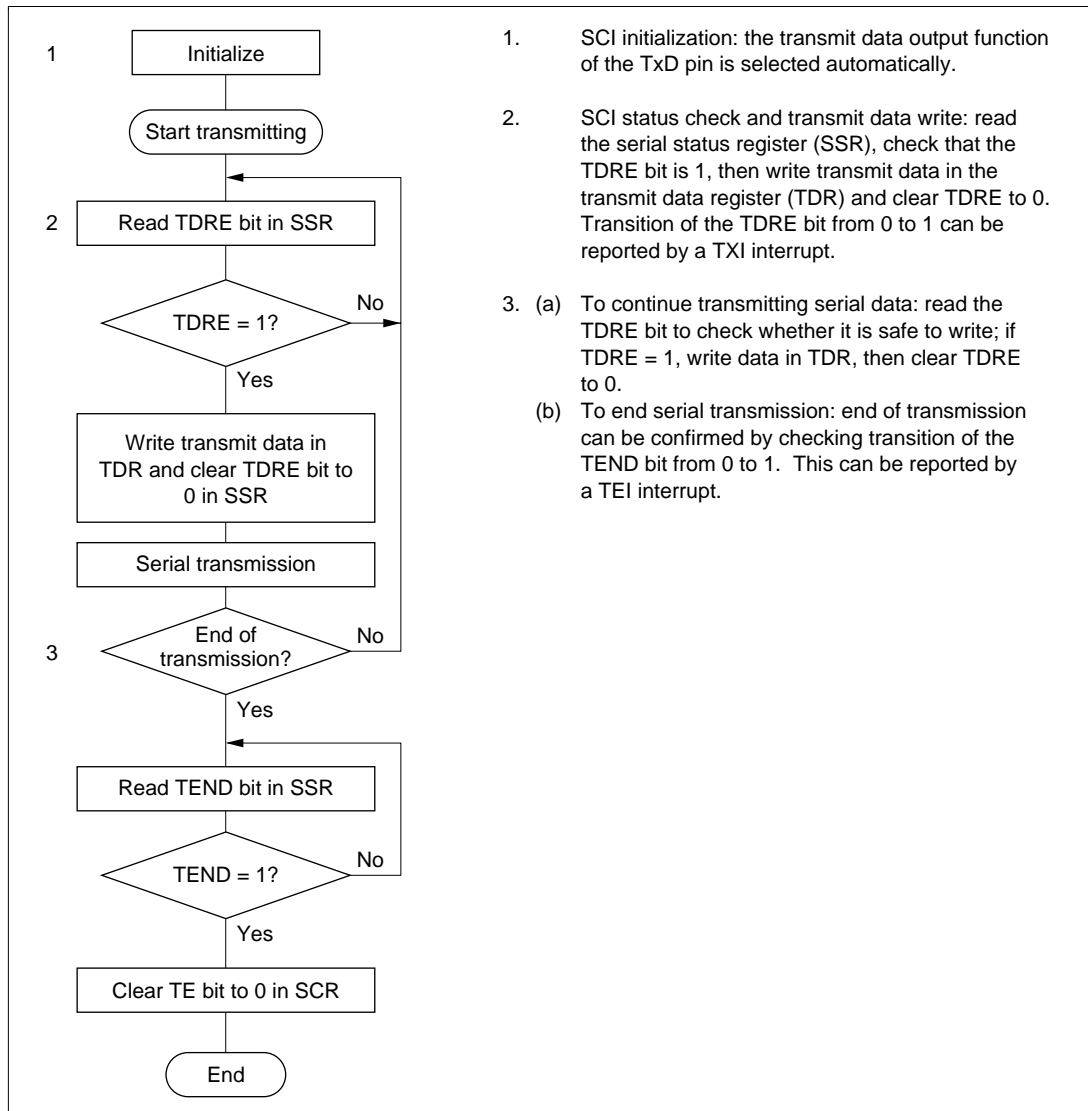 1
Initialize
Start transmitting
2
Read TDRE bit in SSR
TDRE = 1?
No
Yes
Write transmit data in
TDR and clear TDRE bit to
0 in SSR
Serial transmission
3
End of
transmission?
No
Yes
Read TEND bit in SSR
TEND = 1?
No
Yes
Clear TE bit to 0 in SCR
End
1. SCI initialization: the transmit data output function
of the TxD pin is selected automatically.
2. SCI status check and transmit data write: read
the serial status register (SSR), check that the
TDRE bit is 1, then write transmit data in the
transmit data register (TDR) and clear TDRE to 0.
Transition of the TDRE bit from 0 to 1 can be
reported by a TXI interrupt.
3. (a) To continue transmitting serial data: read the
TDRE bit to check whether it is safe to write; if
TDRE = 1, write data in TDR, then clear TDRE
to 0.
(b) To end serial transmission: end of transmission
can be confirmed by checking transition of the
TEND bit from 0 to 1. This can be reported by
a TEI interrupt.